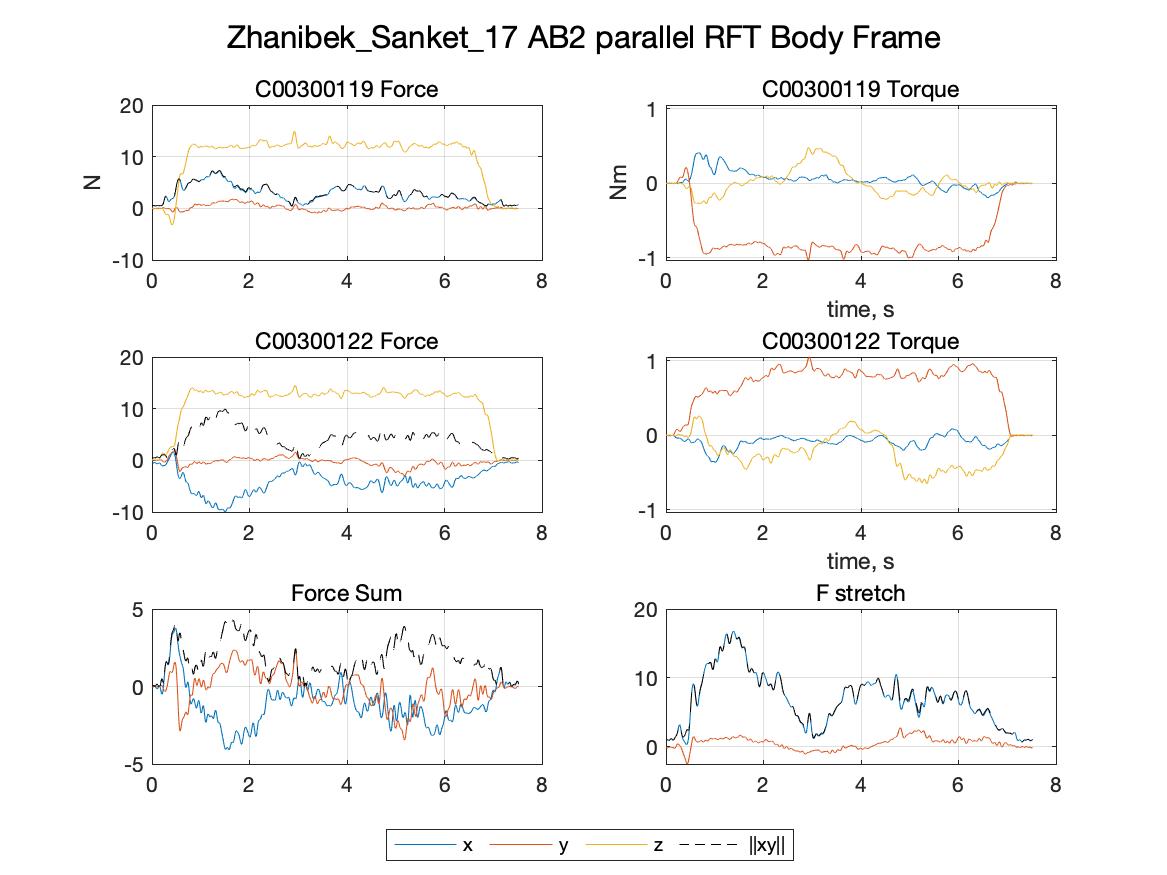 Zhanibek_Sanket_17 AB2 parallel RFT Body Frame
C00300119 Force
20
10
0
-10
N
0 2 4 6 8
C00300119 Torque
1
0
-1
Nm
0 2 4 6 8
time, s
C00300122 Force
20
10
0
-10
0 2 4 6 8
C00300122 Torque
1
0
-1
0 2 4 6 8
time, s
Force Sum
5
0
-5
0 2 4 6 8
F stretch
20
10
0
0 2 4 6 8
x y z ||xy||